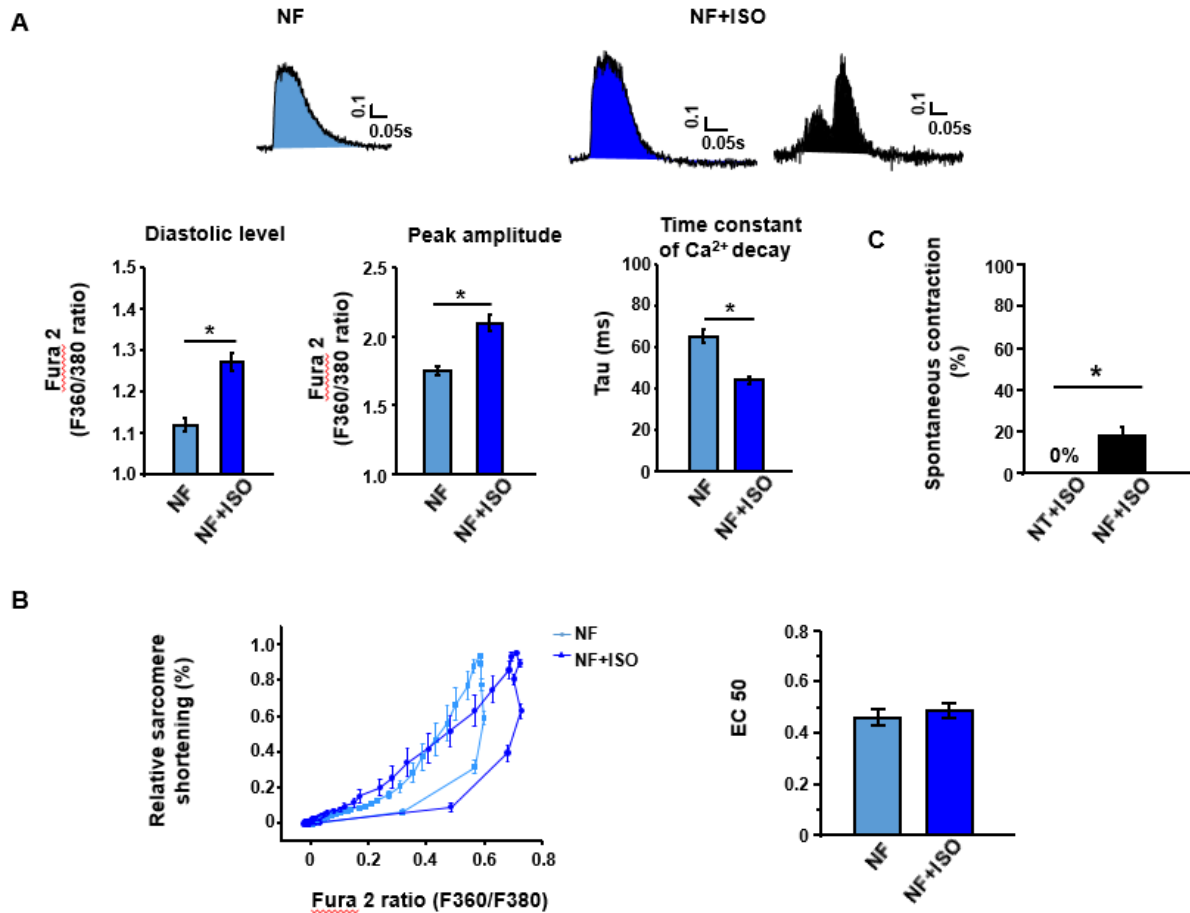 A
NF
NF+ISO
0.1
0.05s
0.1
0.05s
0.1
0.05s
Diastolic level
Fura 2
(F360/380 ratio)
1.5
1.4
1.3
1.2
1.1
1.0
*
NF
NF+ISO
Peak amplitude
Fura 2
(F360/380 ratio)
2.5
2.0
1.5
1.0
*
NF
NF+ISO
Time constant
of Ca²⁺ decay
Tau (ms)
100
80
60
40
20
0
*
NF
NF+ISO
C
Spontaneous contraction
(%)
100
80
60
40
20
0
*
0%
NT+ISO
NF+ISO
B
Relative sarcomere
shortening (%)
1.0
0.8
0.6
0.4
0.2
0
0
0.2
0.4
0.6
0.8
Fura 2 ratio (F360/F380)
NF
NF+ISO
EC 50
0.8
0.6
0.4
0.2
0
NF
NF+ISO